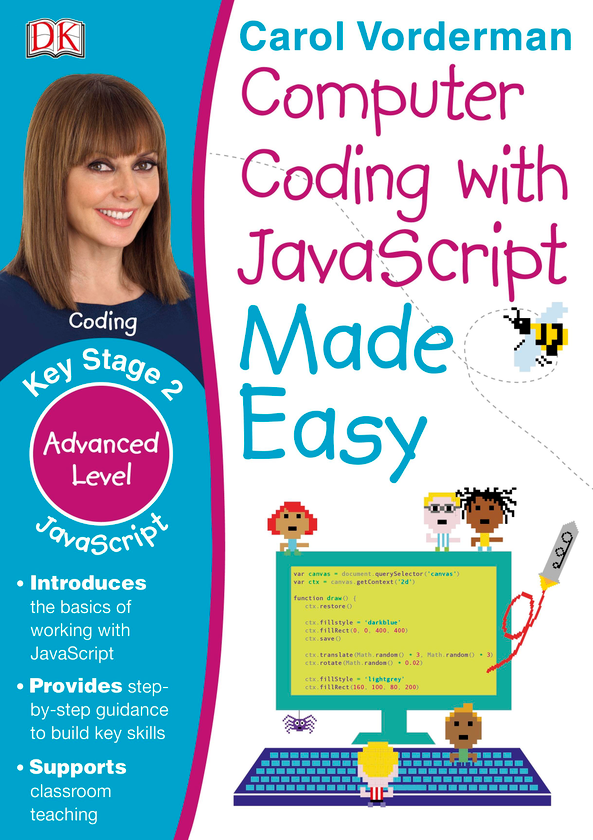 DK
Carol Vorderman
Computer
Coding with
JavaScript
Made
Easy
Coding
Key Stage 2
Advanced
Level
JavaScript
• Introduces
the basics of
working with
JavaScript
• Provides step-
by-step guidance
to build key skills
• Supports
classroom
teaching
var canvas = document.querySelector('canvas')
var ctx = canvas.getContext('2d')
function draw() {
ctx.restore()
ctx.fillstyle = 'darkblue'
ctx.fillRect(0, 0, 400, 400)
ctx.save()
ctx.translate(Math.random() * 3, Math.random() * 3)
ctx.rotate(Math.random() * 0.02)
ctx.fillStyle = 'lightgrey'
ctx.fillRect(160, 100, 80, 200)